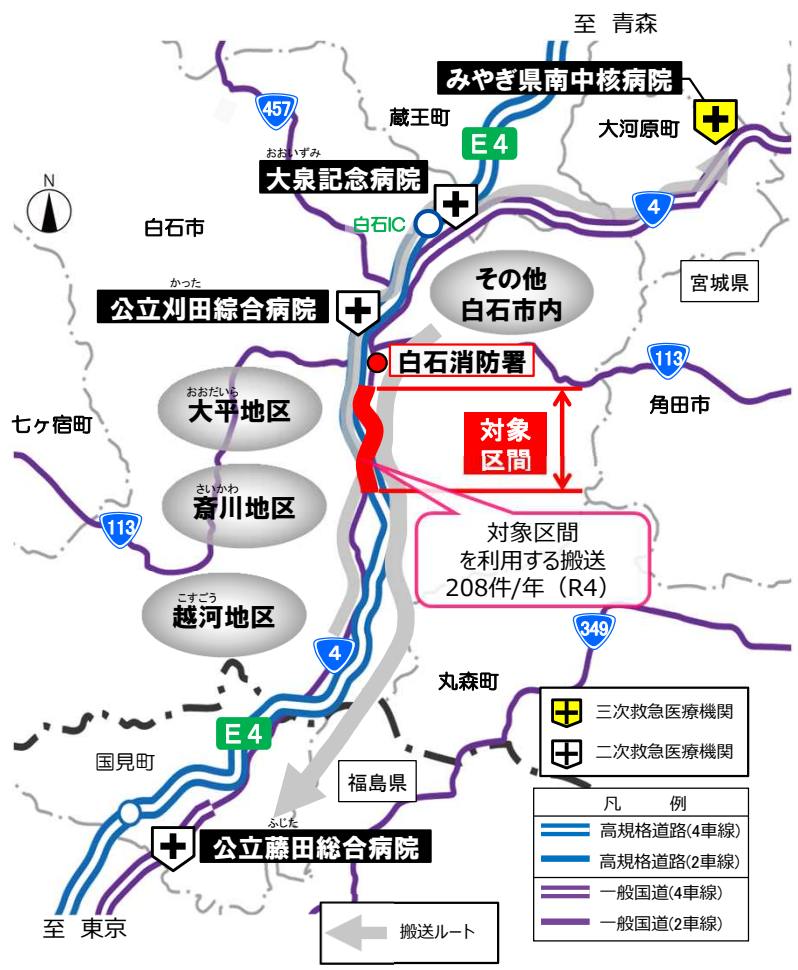 至 青森
みやぎ県南中核病院
457
蔵王町
大河原町
E4
おおいずみ
大泉記念病院
N
4
白石市
白石IC
その他
白石市内
宮城県
かった
公立刈田綜合病院
白石消防署
113
おおだいら
大平地区
七ヶ宿町
角田市
対象
区間
さいかわ
斎川地区
113
対象区間
を利用する搬送
208件/年（R4）
こすごう
越河地区
349
4
丸森町
E4
三次救急医療機関
国見町
二次救急医療機関
福島県
凡 例
ふじた
公立藤田総合病院
高規格道路(4車線)
高規格道路(2車線)
一般国道(4車線)
一般国道(2車線)
至 東京
搬送ルート